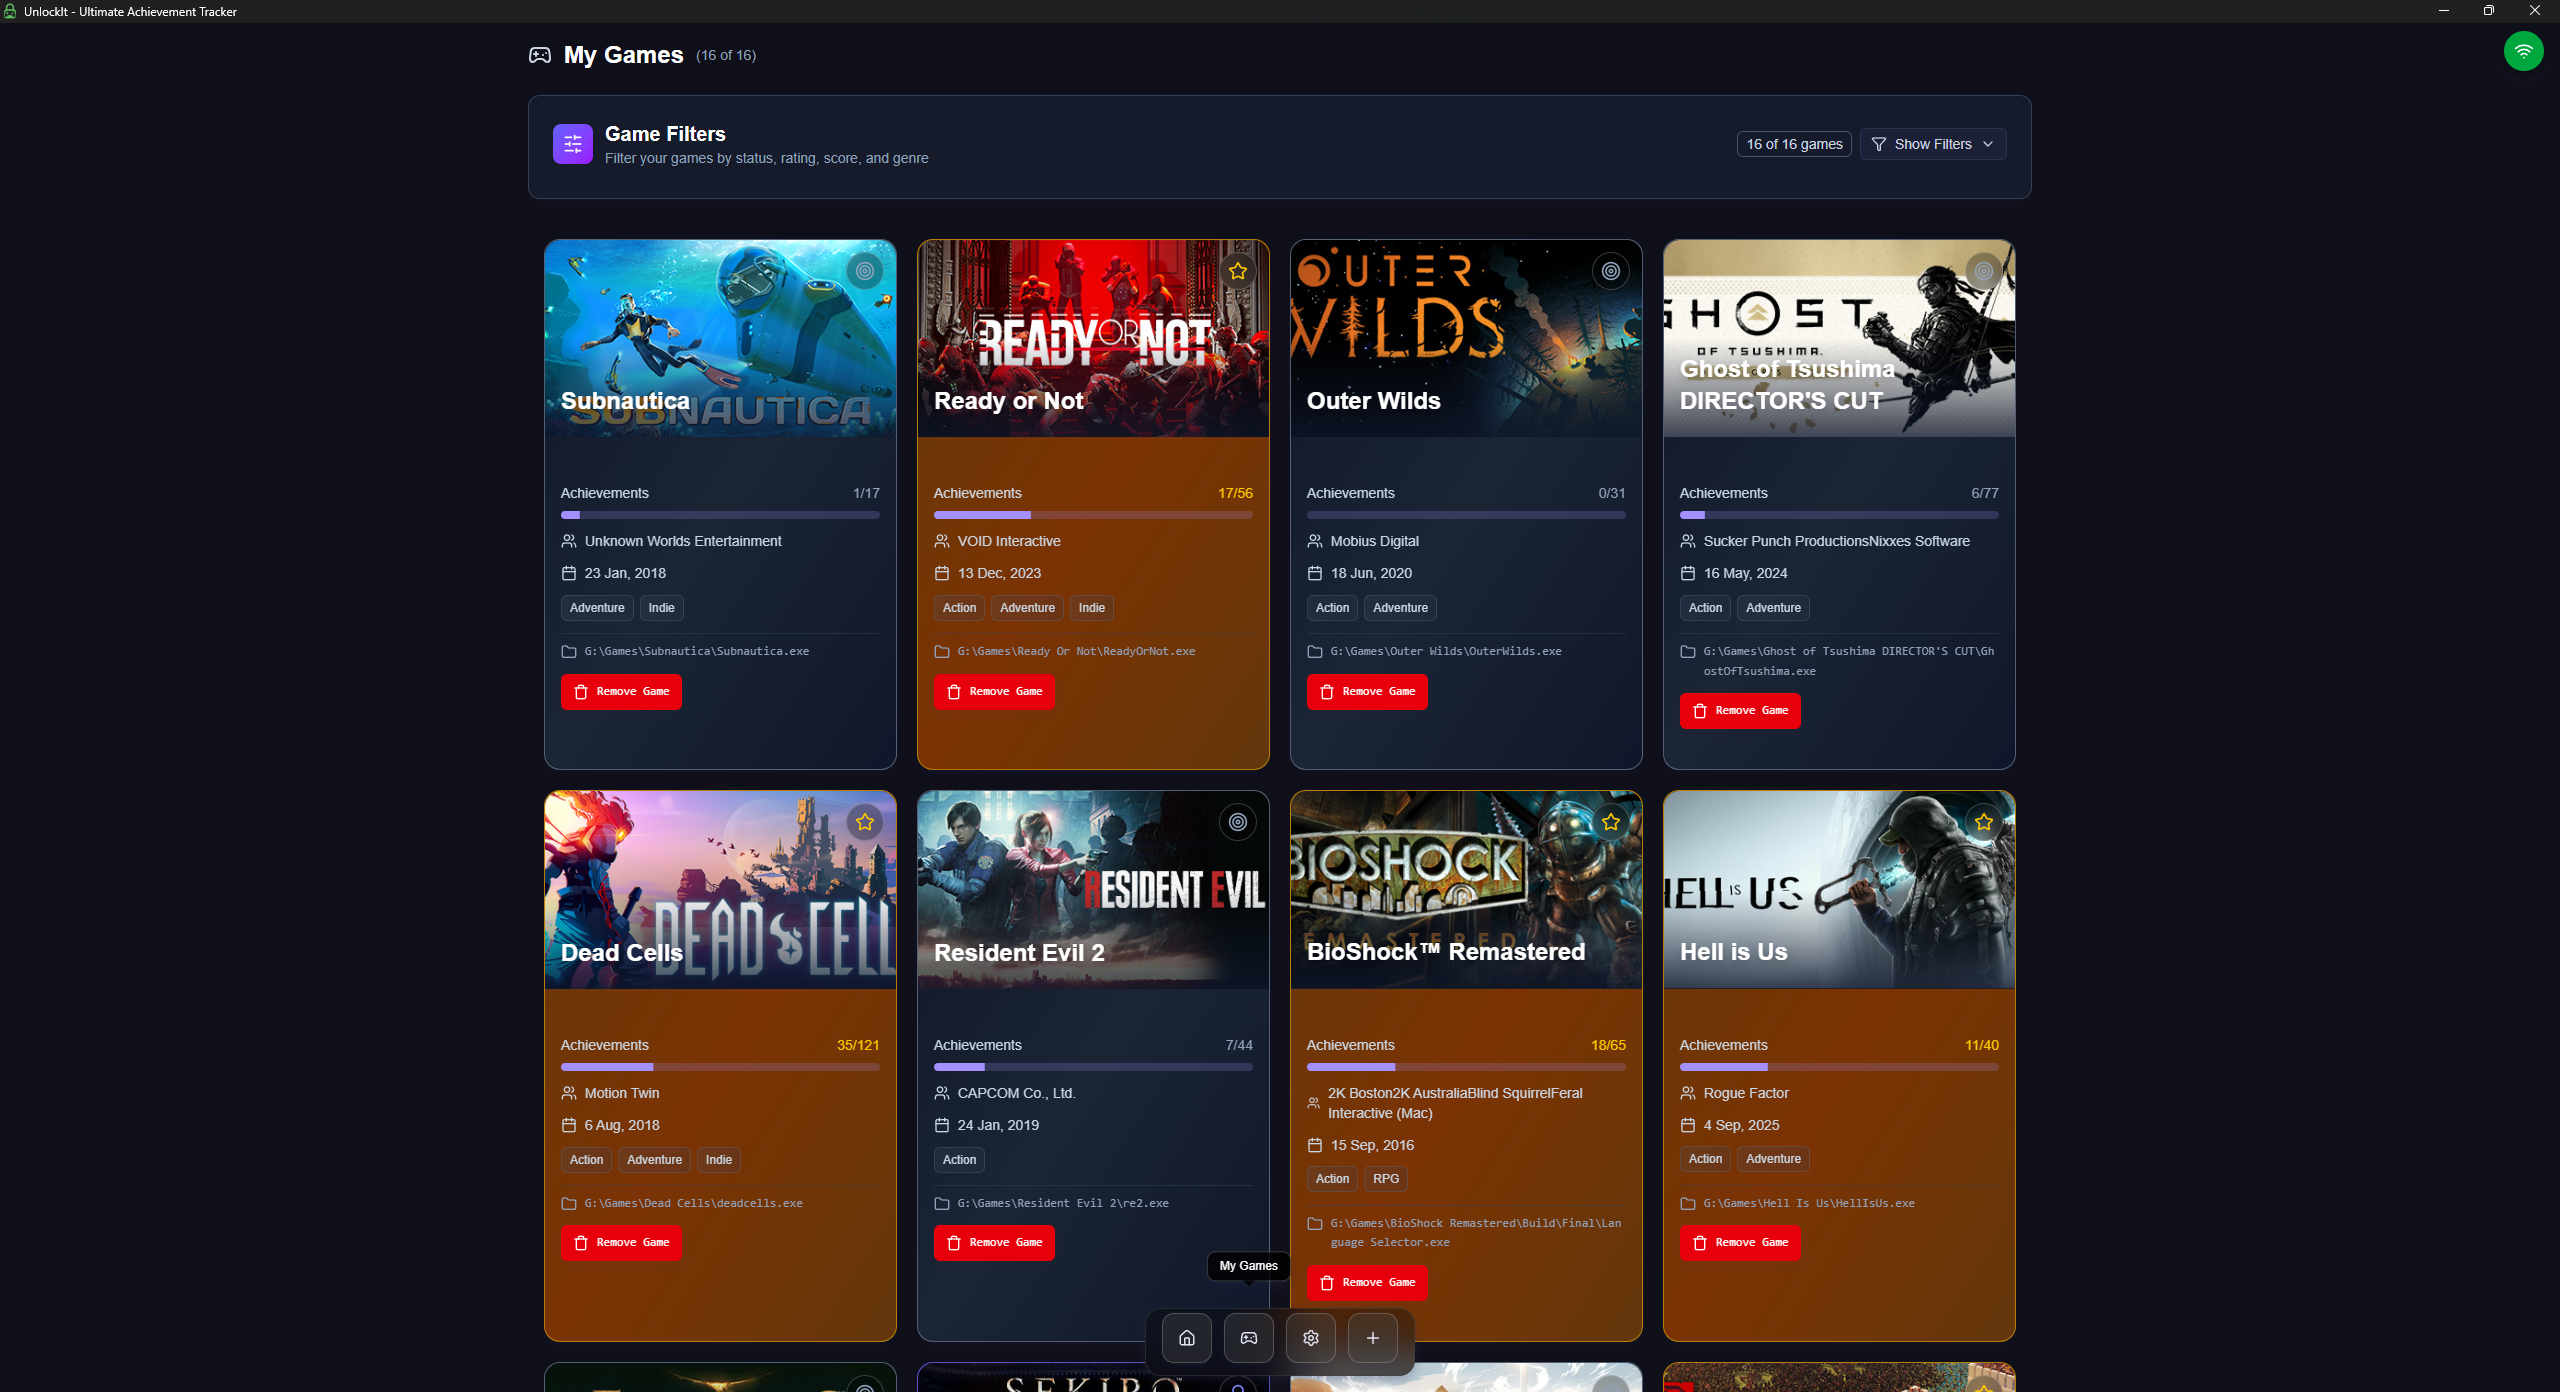 UnlockIt - Ultimate Achievement Tracker
My Games (16 of 16)
Game Filters
Filter your games by status, rating, score, and genre
16 of 16 games
Show Filters
SUBNAUTICA
Subnautica
Achievements 1/17
Unknown Worlds Entertainment
23 Jan, 2018
Adventure Indie
G:\Games\Subnautica\Subnautica.exe
Remove Game
READY OR NOT
Ready or Not
Achievements 17/56
VOID Interactive
13 Dec, 2023
Action Adventure Indie
G:\Games\Ready Or Not\ReadyOrNot.exe
Remove Game
OUTER
WILDS
Outer Wilds
Achievements 0/31
Mobius Digital
18 Jun, 2020
Action Adventure
G:\Games\Outer Wilds\OuterWilds.exe
Remove Game
GHOST
OF TSUSHIMA
Ghost of Tsushima
DIRECTOR'S CUT
Achievements 6/77
Sucker Punch ProductionsNixxes Software
16 May, 2024
Action Adventure
G:\Games\Ghost of Tsushima DIRECTOR'S CUT\Gh
ostOfTsushima.exe
Remove Game
DEAD CELL
Dead Cells
Achievements 35/121
Motion Twin
6 Aug, 2018
Action Adventure Indie
G:\Games\Dead Cells\deadcells.exe
Remove Game
RESIDENT EVIL
Resident Evil 2
Achievements 7/44
CAPCOM Co., Ltd.
24 Jan, 2019
Action
G:\Games\Resident Evil 2\re2.exe
Remove Game
BIOSHOCK
EMASTERED
BioShock™ Remastered
Achievements 18/65
2K Boston2K AustraliaBlind SquirrelFeral
Interactive (Mac)
15 Sep, 2016
Action RPG
G:\Games\BioShock Remastered\Build\Final\Lan
guage Selector.exe
Remove Game
HELL IS US
Hell is Us
Achievements 11/40
Rogue Factor
4 Sep, 2025
Action Adventure
G:\Games\Hell Is Us\HellIsUs.exe
Remove Game
My Games
SEKIRO